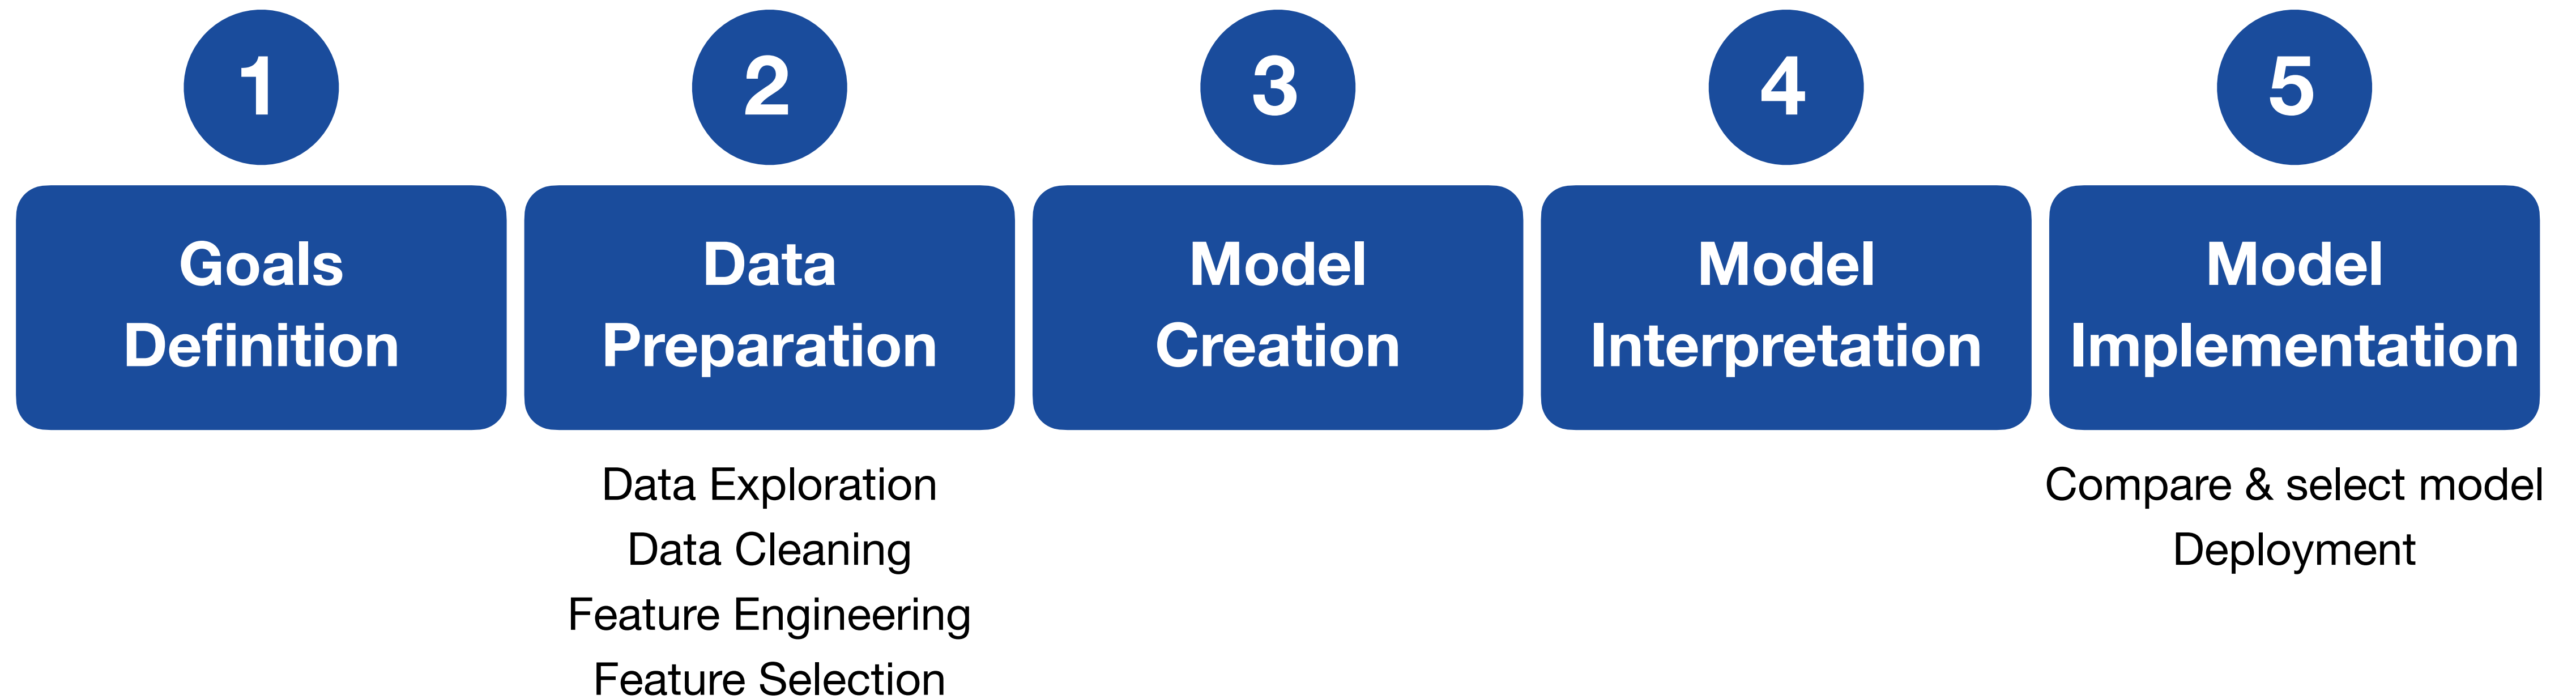 1
Goals
Definition
2
Data
Preparation
Data Exploration
Data Cleaning
Feature Engineering
Feature Selection
3
Model
Creation
4
Model
Interpretation
5
Model
Implementation
Compare & select model
Deployment